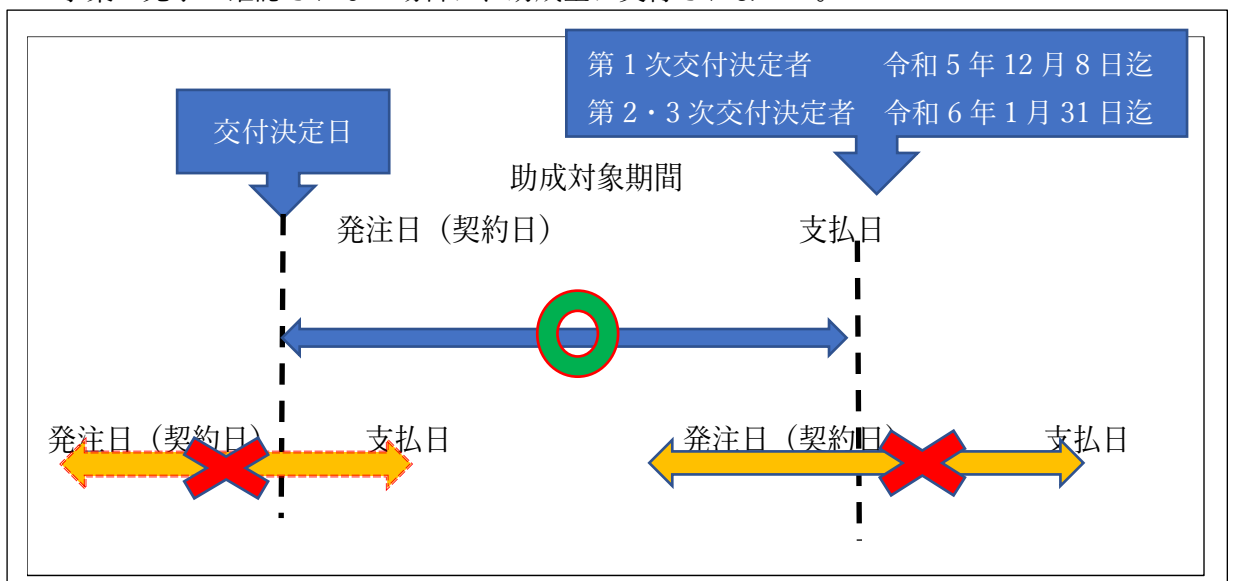 第1次交付決定者 令和5年12月8日迄
第2・3次交付決定者 令和6年1月31日迄
交付決定日
助成対象期間
発注日（契約日） 支払日
発注日（契約日） 支払日 発注日（契約日） 支払日